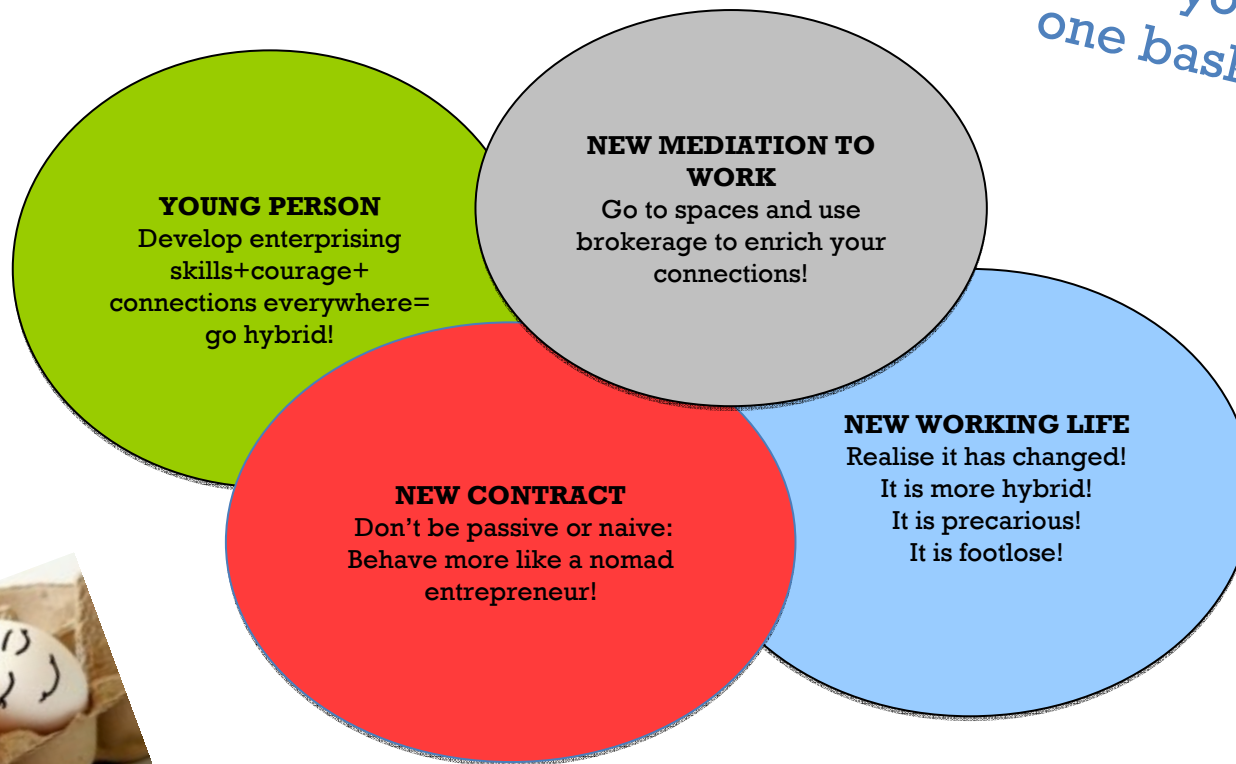 one
YOUNG PERSON
Develop enterprising
skills+courage+
connections everywhere=
go hybrid!
NEW MEDIATION TO
WORK
Go to spaces and use
brokerage to enrich your
connections!
NEW CONTRACT
Don’t be passive or naive:
Behave more like a nomad
entrepreneur!
NEW WORKING LIFE
Realise it has changed!
It is more hybrid!
It is precarious!
It is footlose!